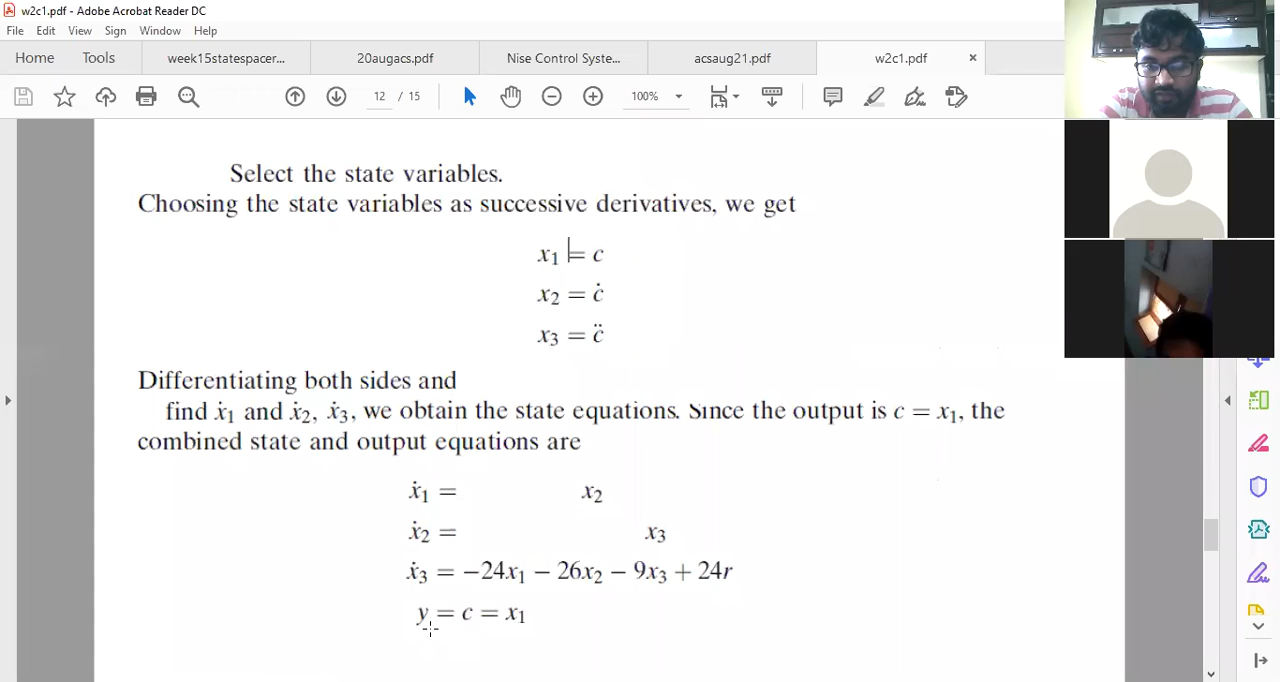 w2c1.pdf - Adobe Acrobat Reader DC
File Edit View Sign Window Help
Home Tools week15statespacer... 20augacs.pdf Nise Control Syste... acsaug21.pdf w2c1.pdf ×
12 / 15 100%
Select the state variables.
Choosing the state variables as successive derivatives, we get
x₁ = c
x₂ = ċ
x₃ = c̈
Differentiating both sides and
find ẋ₁ and ẋ₂, ẋ₃, we obtain the state equations. Since the output is c = x₁, the
combined state and output equations are
ẋ₁ = x₂
ẋ₂ = x₃
ẋ₃ = −24x₁ − 26x₂ − 9x₃ + 24r
y = c = x₁